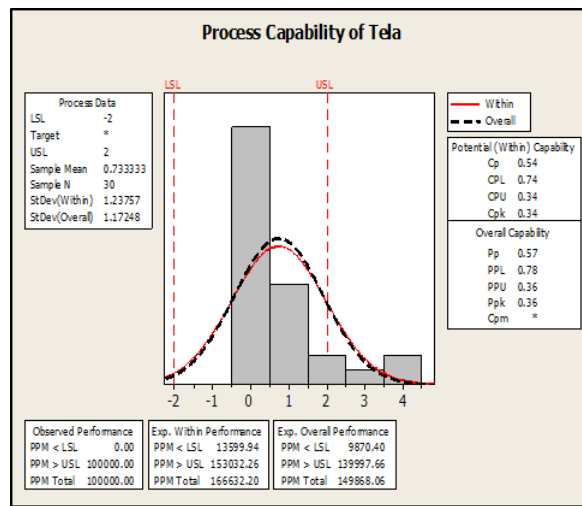 Process Capability of Tela
LSL
USL
Process Data
LSL -2
Target *
USL 2
Sample Mean 0.733333
Sample N 30
StDev(Within) 1.23757
StDev(Overall) 1.17248
Within
Overall
Potential (Within) Capability
Cp 0.54
CPL 0.74
CPU 0.34
Cpk 0.34
Overall Capability
Pp 0.57
PPL 0.78
PPU 0.36
Ppk 0.36
Cpm *
-2 -1 0 1 2 3 4
Observed Performance
PPM < LSL 0.00
PPM > USL 100000.00
PPM Total 100000.00
Exp. Within Performance
PPM < LSL 13599.94
PPM > USL 153032.26
PPM Total 166632.20
Exp. Overall Performance
PPM < LSL 9870.40
PPM > USL 139997.66
PPM Total 149868.06